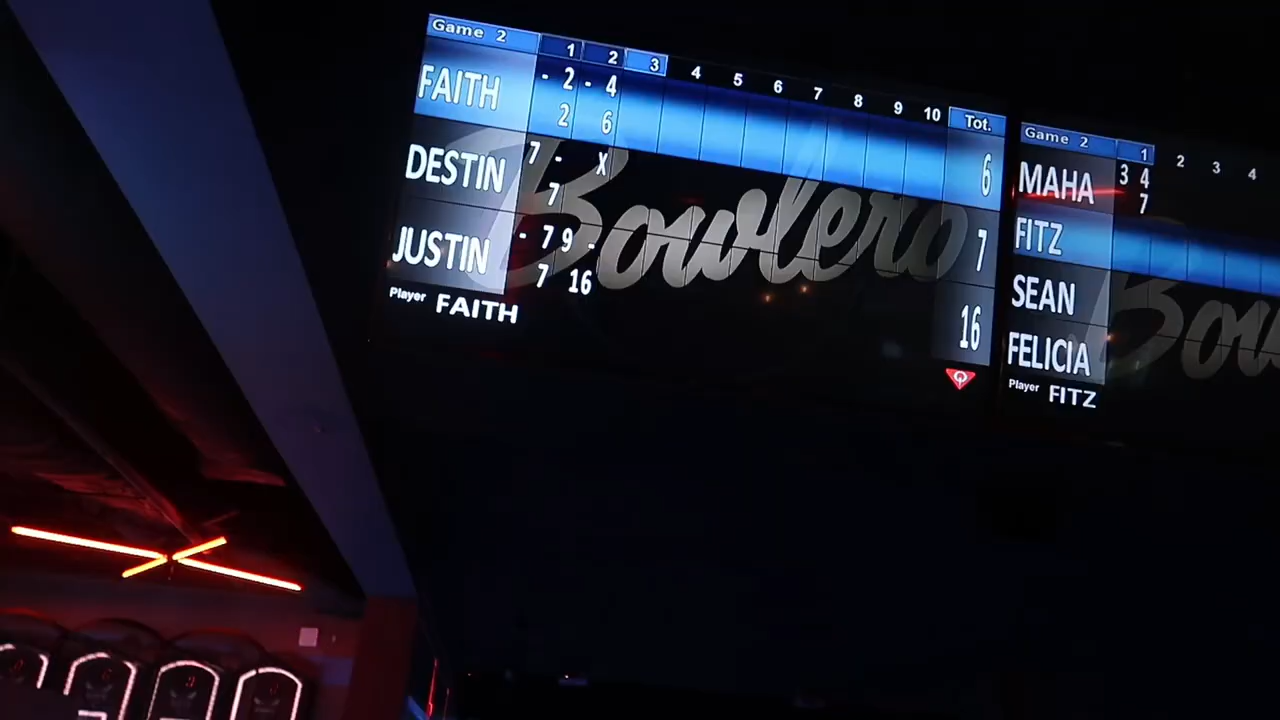 Game 2 1 2 3 4 5 6 7 8 9 10 Tot.
FAITH - 2 - 4
2 6 6
DESTIN 7 - X
7 7
JUSTIN - 7 9 -
7 16 16
Player FAITH
Bowlero
Game 2 1 2 3 4
MAHA 3 4
7
FITZ
SEAN
FELICIA
Player FITZ
Bow